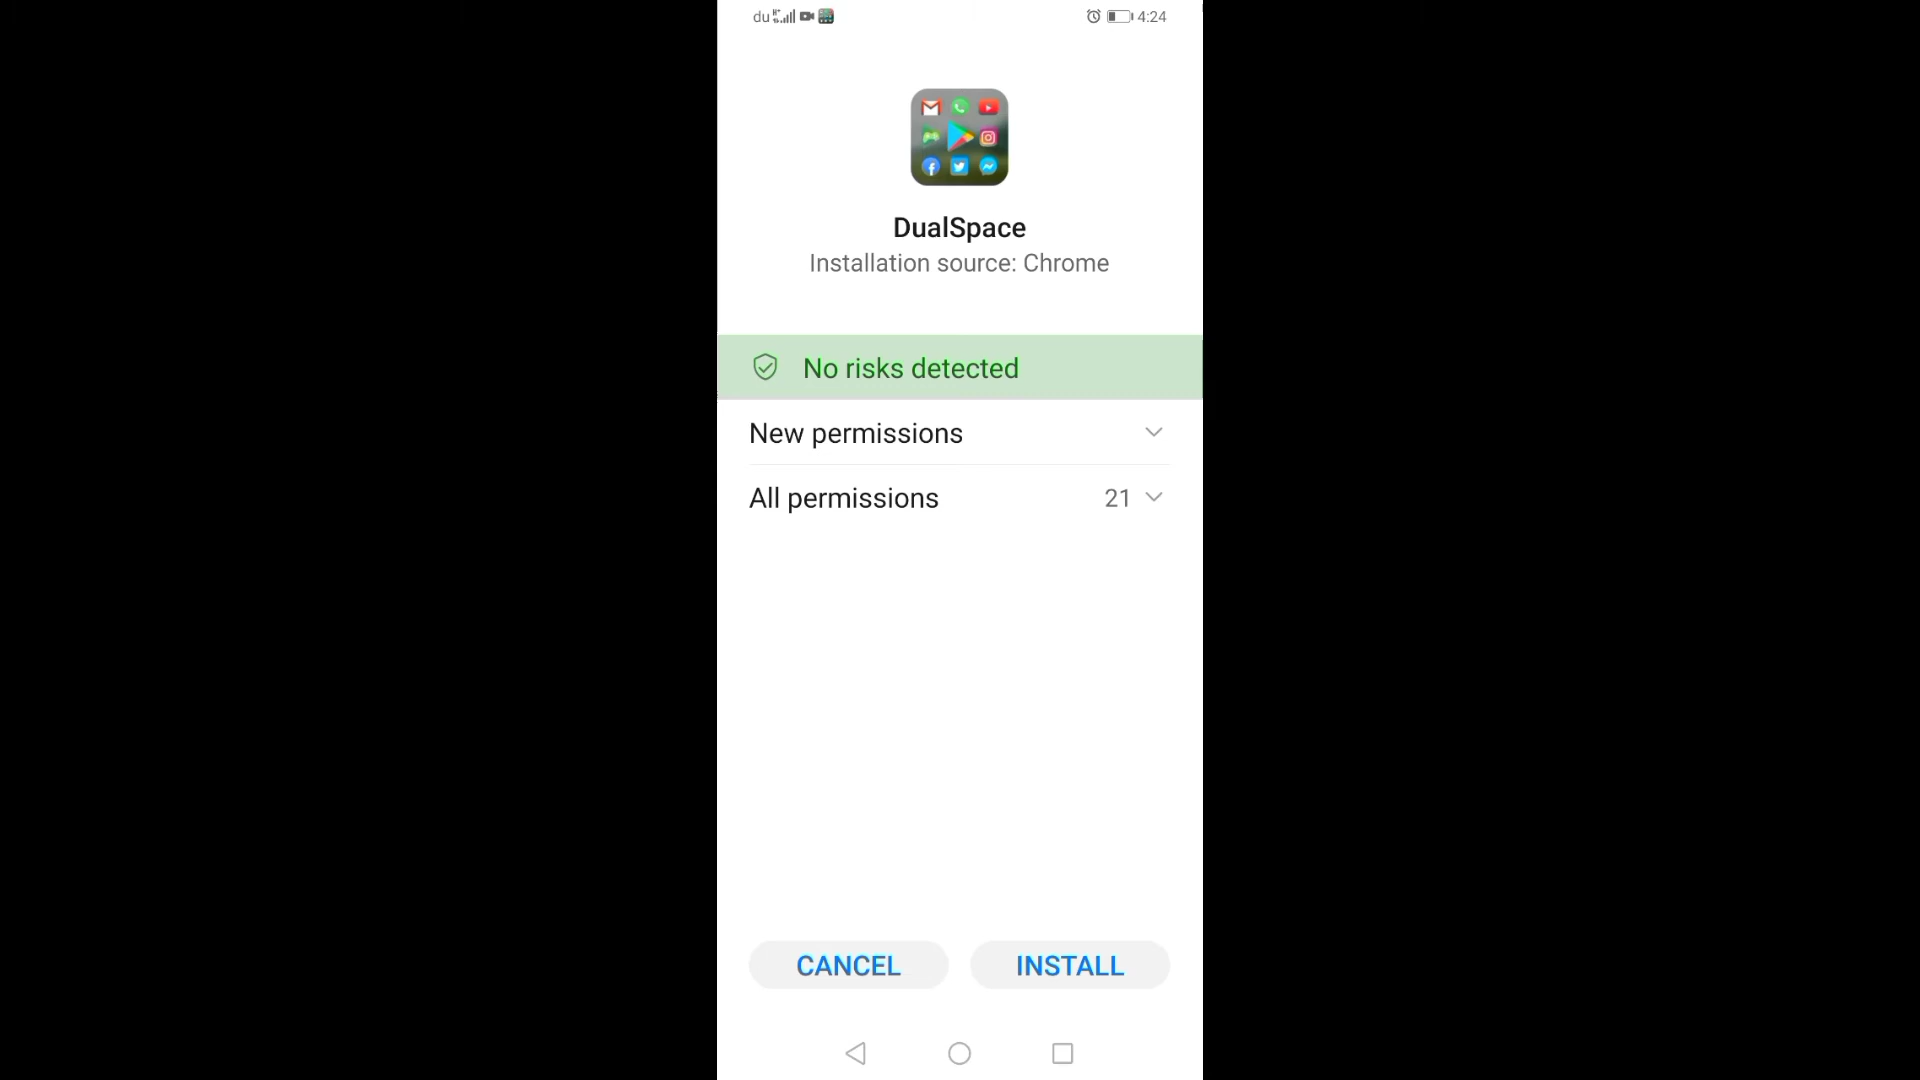 du 4:24
DualSpace
Installation source: Chrome
No risks detected
New permissions
All permissions 21
CANCEL INSTALL